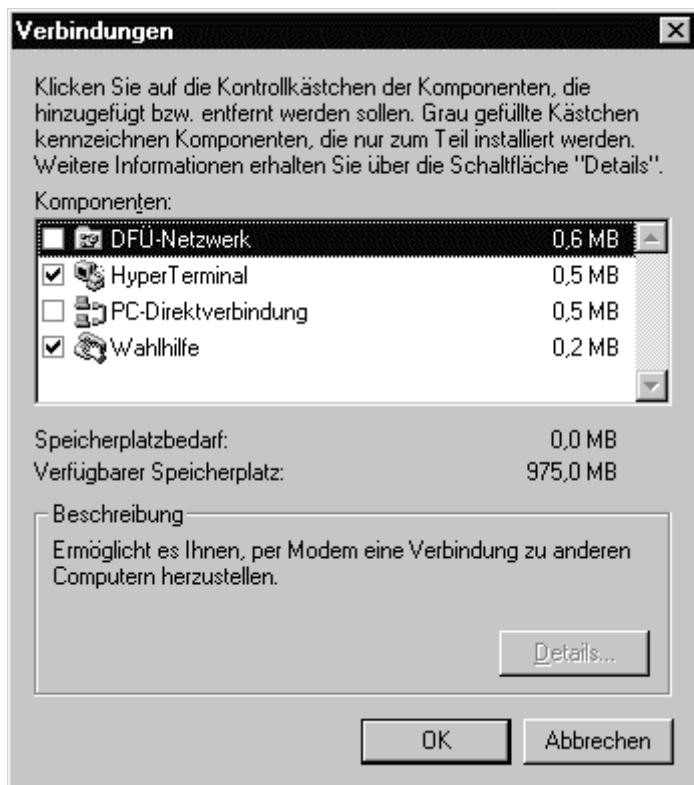 Verbindungen
Klicken Sie auf die Kontrollkästchen der Komponenten, die
hinzugefügt bzw. entfernt werden sollen. Grau gefüllte Kästchen
kennzeichnen Komponenten, die nur zum Teil installiert werden.
Weitere Informationen erhalten Sie über die Schaltfläche "Details".
Komponenten:
DFÜ-Netzwerk 0,6 MB
HyperTerminal 0,5 MB
PC-Direktverbindung 0,5 MB
Wahlhilfe 0,2 MB
Speicherplatzbedarf: 0,0 MB
Verfügbarer Speicherplatz: 975,0 MB
Beschreibung
Ermöglicht es Ihnen, per Modem eine Verbindung zu anderen
Computern herzustellen.
Details...
OK Abbrechen